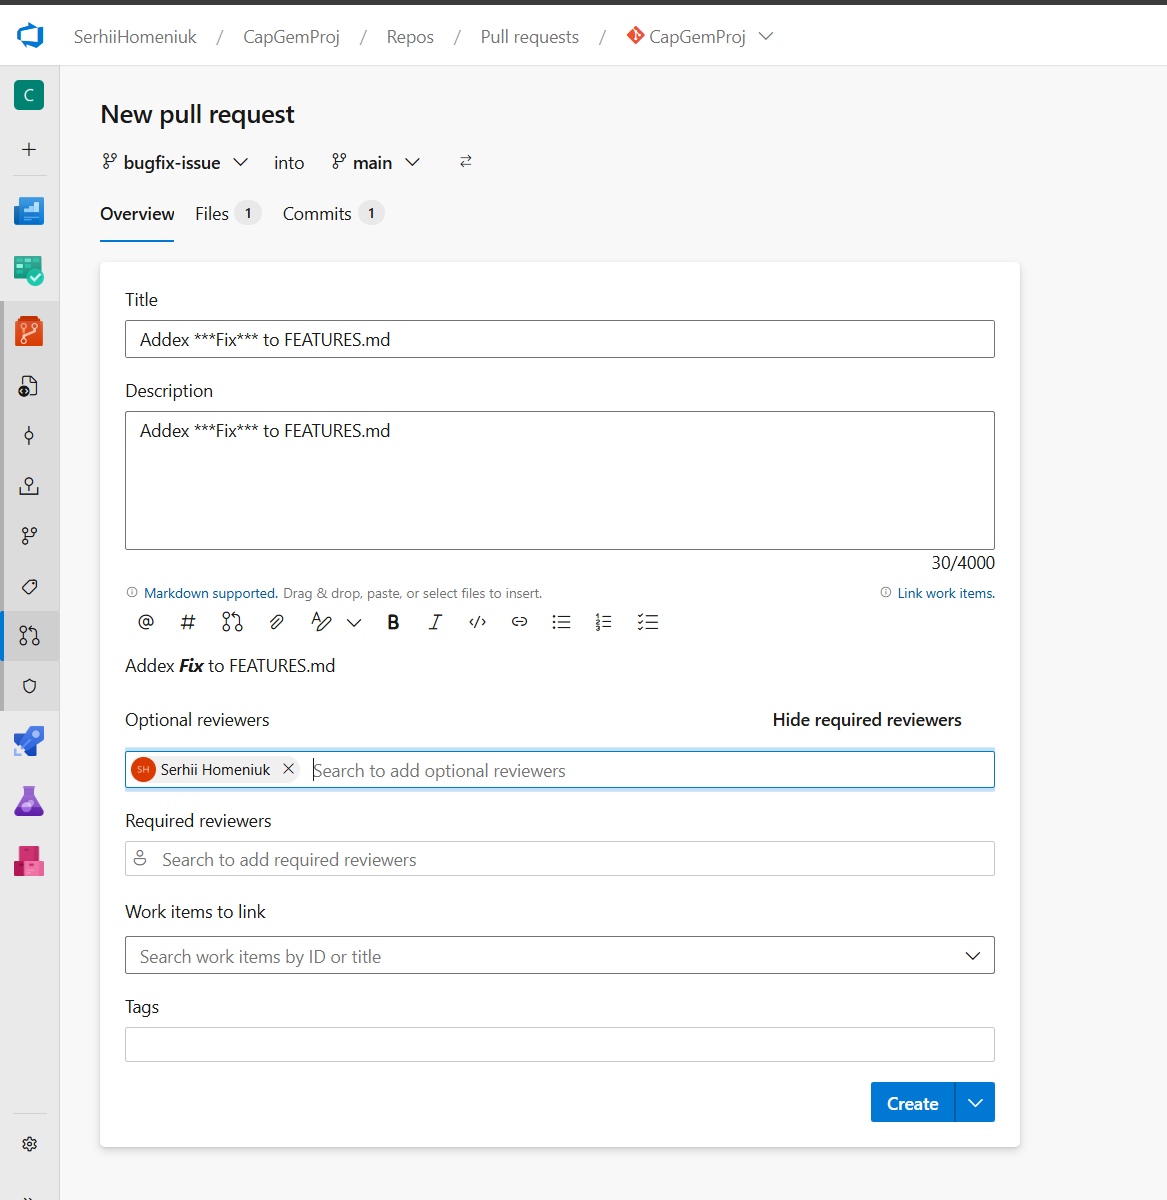 SerhiiHomeniuk / CapGemProj / Repos / Pull requests / CapGemProj
C
New pull request
bugfix-issue into main
Overview Files 1 Commits 1
Title
Addex ***Fix*** to FEATURES.md
Description
Addex ***Fix*** to FEATURES.md
30/4000
Markdown supported. Drag & drop, paste, or select files to insert. Link work items.
Addex Fix to FEATURES.md
Optional reviewers Hide required reviewers
SH Serhii Homeniuk Search to add optional reviewers
Required reviewers
Search to add required reviewers
Work items to link
Search work items by ID or title
Tags
Create